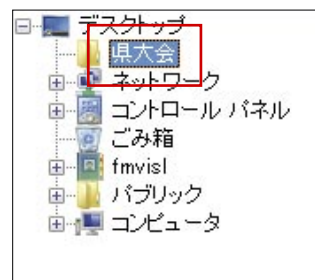 デスクトップ
県大会
ネットワーク
コントロール パネル
ごみ箱
fmvisl
パブリック
コンピュータ